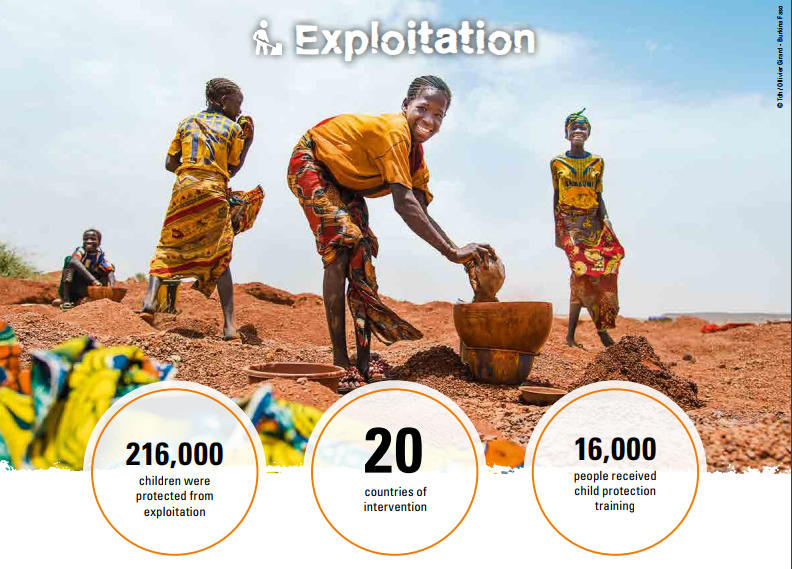 Exploitation
© Tdh / Ollivier Girard - Burkina Faso
216,000
children were
protected from
exploitation
20
countries of
intervention
16,000
people received
child protection
training